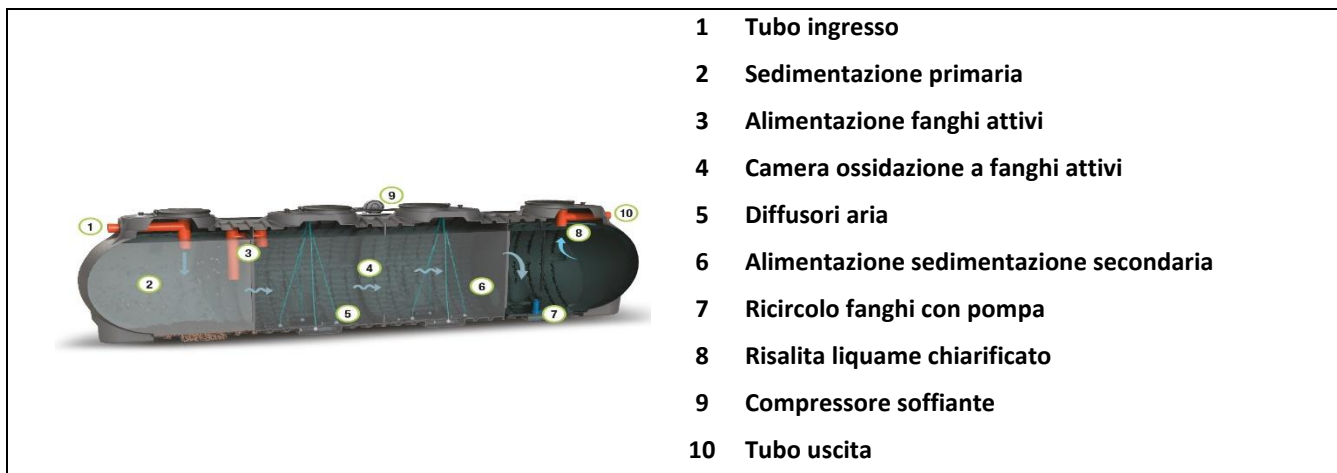 1 Tubo ingresso
2 Sedimentazione primaria
3 Alimentazione fanghi attivi
4 Camera ossidazione a fanghi attivi
5 Diffusori aria
6 Alimentazione sedimentazione secondaria
7 Ricircolo fanghi con pompa
8 Risalita liquame chiarificato
9 Compressore soffiante
10 Tubo uscita
9
1
10
8
3
4
2
6
5
7